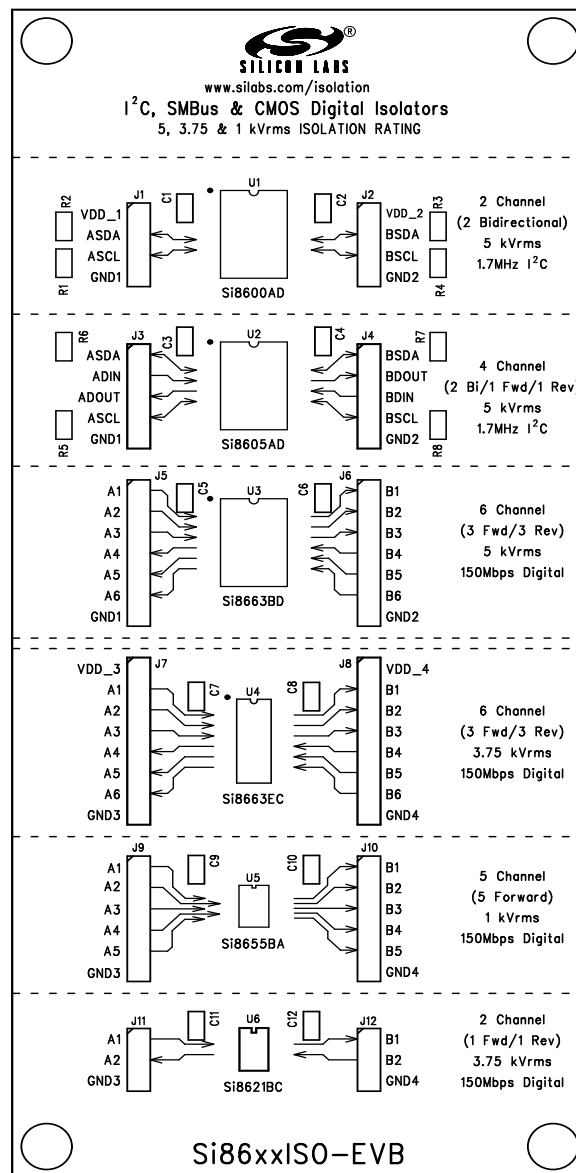 ®
SILICON LABS
www.silabs.com/isolation
I²C, SMBus & CMOS Digital Isolators
5, 3.75 & 1 kVrms ISOLATION RATING
R2
R1
J1
VDD_1
ASDA
ASCL
GND1
C1
U1
Si8600AD
C2
J2
VDD_2
BSDA
BSCL
GND2
R3
R4
2 Channel
(2 Bidirectional)
5 kVrms
1.7MHz I²C
R6
R5
J3
ASDA
ADIN
ADOUT
ASCL
GND1
C3
U2
Si8605AD
C4
J4
BSDA
BDOUT
BDIN
BSCL
GND2
R7
R8
4 Channel
(2 Bi/1 Fwd/1 Rev)
5 kVrms
1.7MHz I²C
J5
A1
A2
A3
A4
A5
A6
GND1
C5
U3
Si8663BD
C6
J6
B1
B2
B3
B4
B5
B6
GND2
6 Channel
(3 Fwd/3 Rev)
5 kVrms
150Mbps Digital
J7
VDD_3
A1
A2
A3
A4
A5
A6
GND3
C7
U4
Si8663EC
C8
J8
VDD_4
B1
B2
B3
B4
B5
B6
GND4
6 Channel
(3 Fwd/3 Rev)
3.75 kVrms
150Mbps Digital
J9
A1
A2
A3
A4
A5
GND3
C9
U5
Si8655BA
C10
J10
B1
B2
B3
B4
B5
GND4
5 Channel
(5 Forward)
1 kVrms
150Mbps Digital
J11
A1
A2
GND3
C11
U6
Si8621BC
C12
J12
B1
B2
GND4
2 Channel
(1 Fwd/1 Rev)
3.75 kVrms
150Mbps Digital
Si86xxISO-EVB